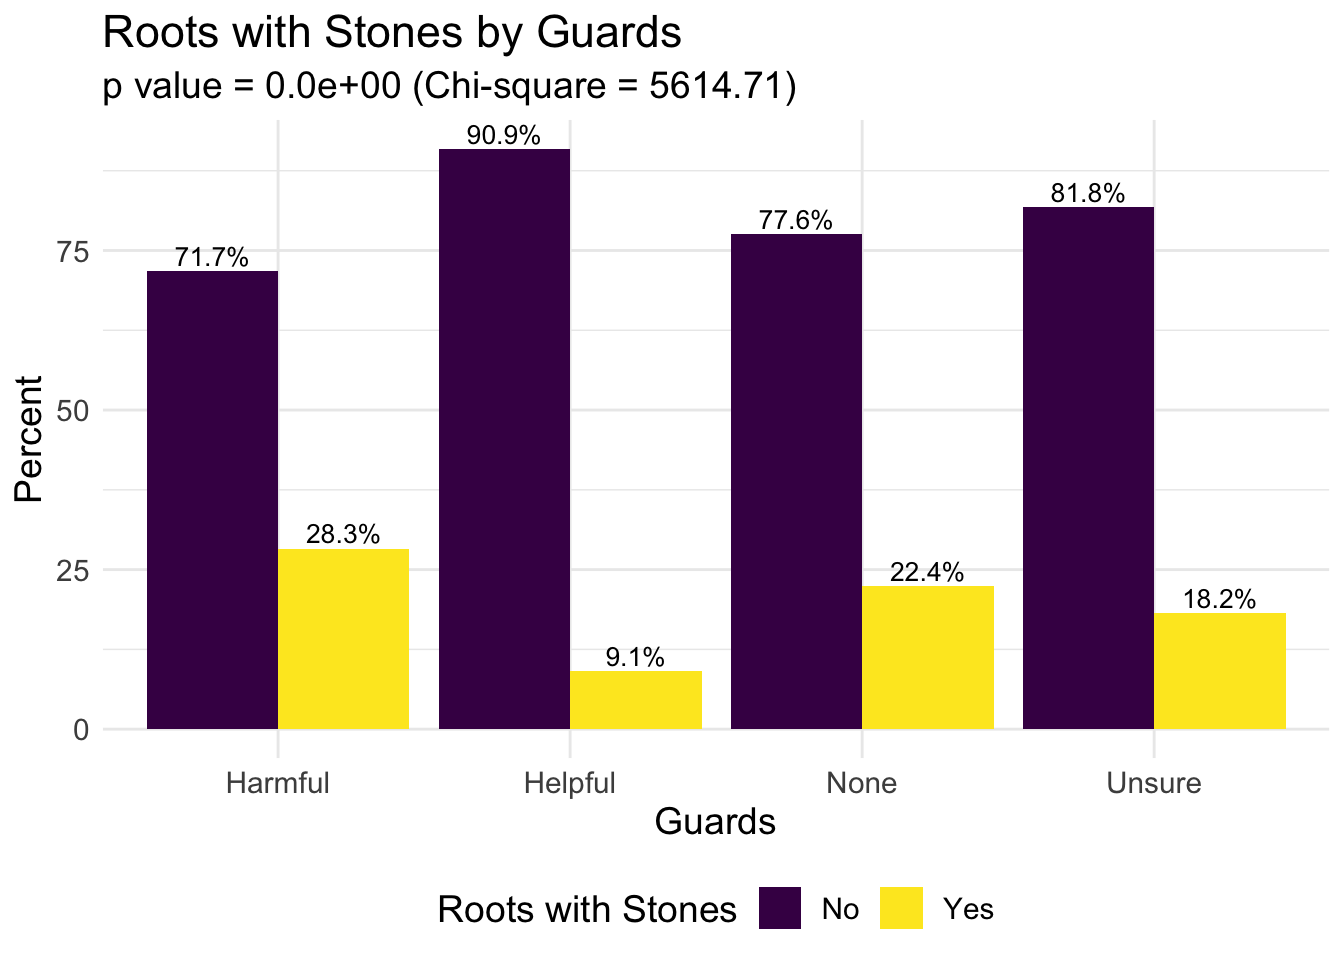 Roots with Stones by Guards
p value = 0.0e+00 (Chi-square = 5614.71)
90.9%
81.8%
77.6%
71.7%
28.3%
22.4%
18.2%
9.1%
75
50
25
0
Percent
Harmful Helpful None Unsure
Guards
Roots with Stones No Yes